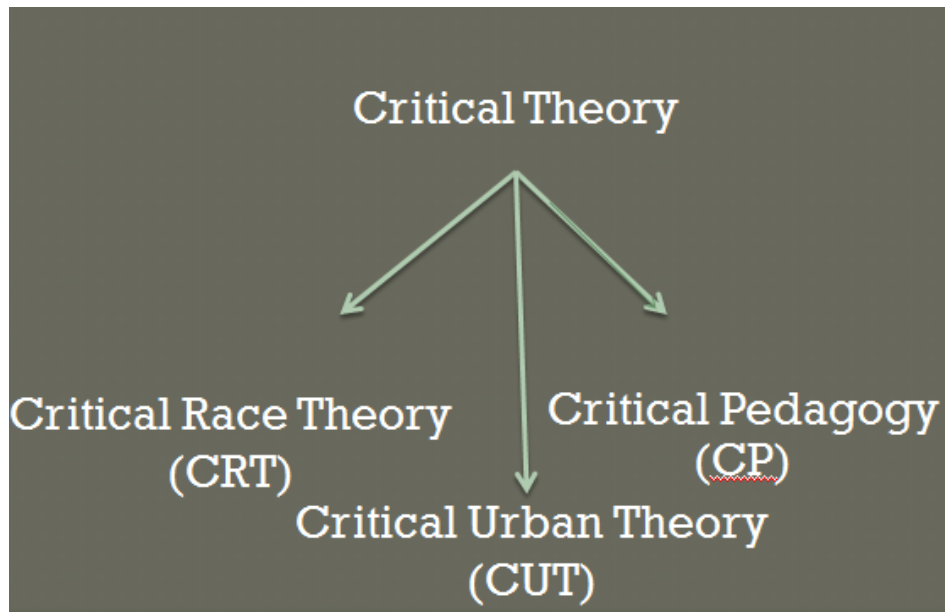 Critical Theory
Critical Race Theory
(CRT)
Critical Pedagogy
(CP)
Critical Urban Theory
(CUT)